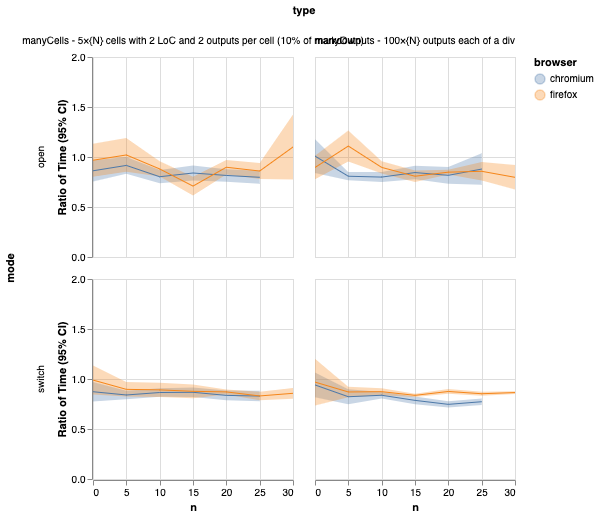 type
manyCells - 5×{N} cells with 2 LoC and 2 outputs per cell (10% of markdown)
manyOutputs - 100×{N} outputs each of a div
browser
chromium
firefox
mode
open
Ratio of Time (95% CI)
2.0
1.5
1.0
0.5
0.0
switch
Ratio of Time (95% CI)
2.0
1.5
1.0
0.5
0.0
0 5 10 15 20 25 30
0 5 10 15 20 25 30
n
n